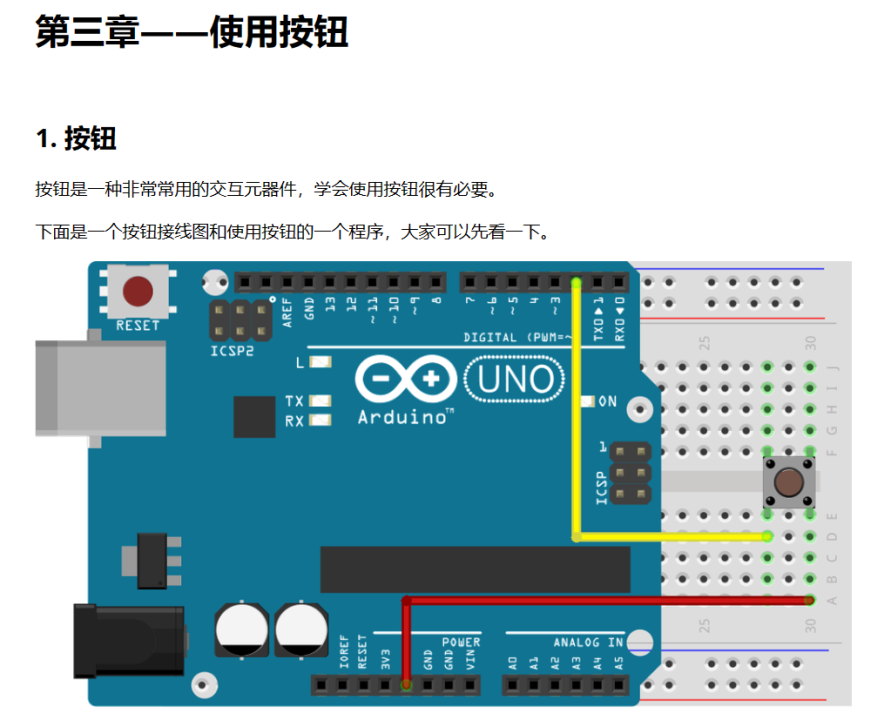 第三章——使用按钮
1. 按钮
按钮是一种非常常用的交互元器件，学会使用按钮很有必要。
下面是一个按钮接线图和使用按钮的一个程序，大家可以先看一下。
RESET
ICSP2
AREF
GND
13
12
~11
~10
~9
8
7
~6
~5
4
~3
TX0▶1
RX0◀0
DIGITAL (PWM=~
L
TX
RX
Arduino™
UNO
ON
1
ICSP
IOREF
RESET
3V3
GND
GND
VIN
POWER
ANALOG IN
A0
A1
A2
A3
A4
A5
25
30
J
I
H
G
F
E
D
C
B
A
25
30